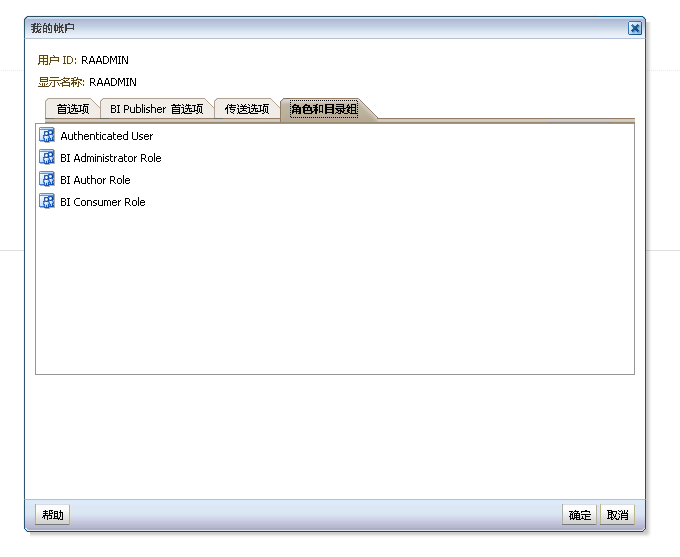 我的帐户
用户 ID: RAADMIN
显示名称: RAADMIN
首选项 BI Publisher 首选项 传送选项 角色和目录组
Authenticated User
BI Administrator Role
BI Author Role
BI Consumer Role
帮助 确定 取消